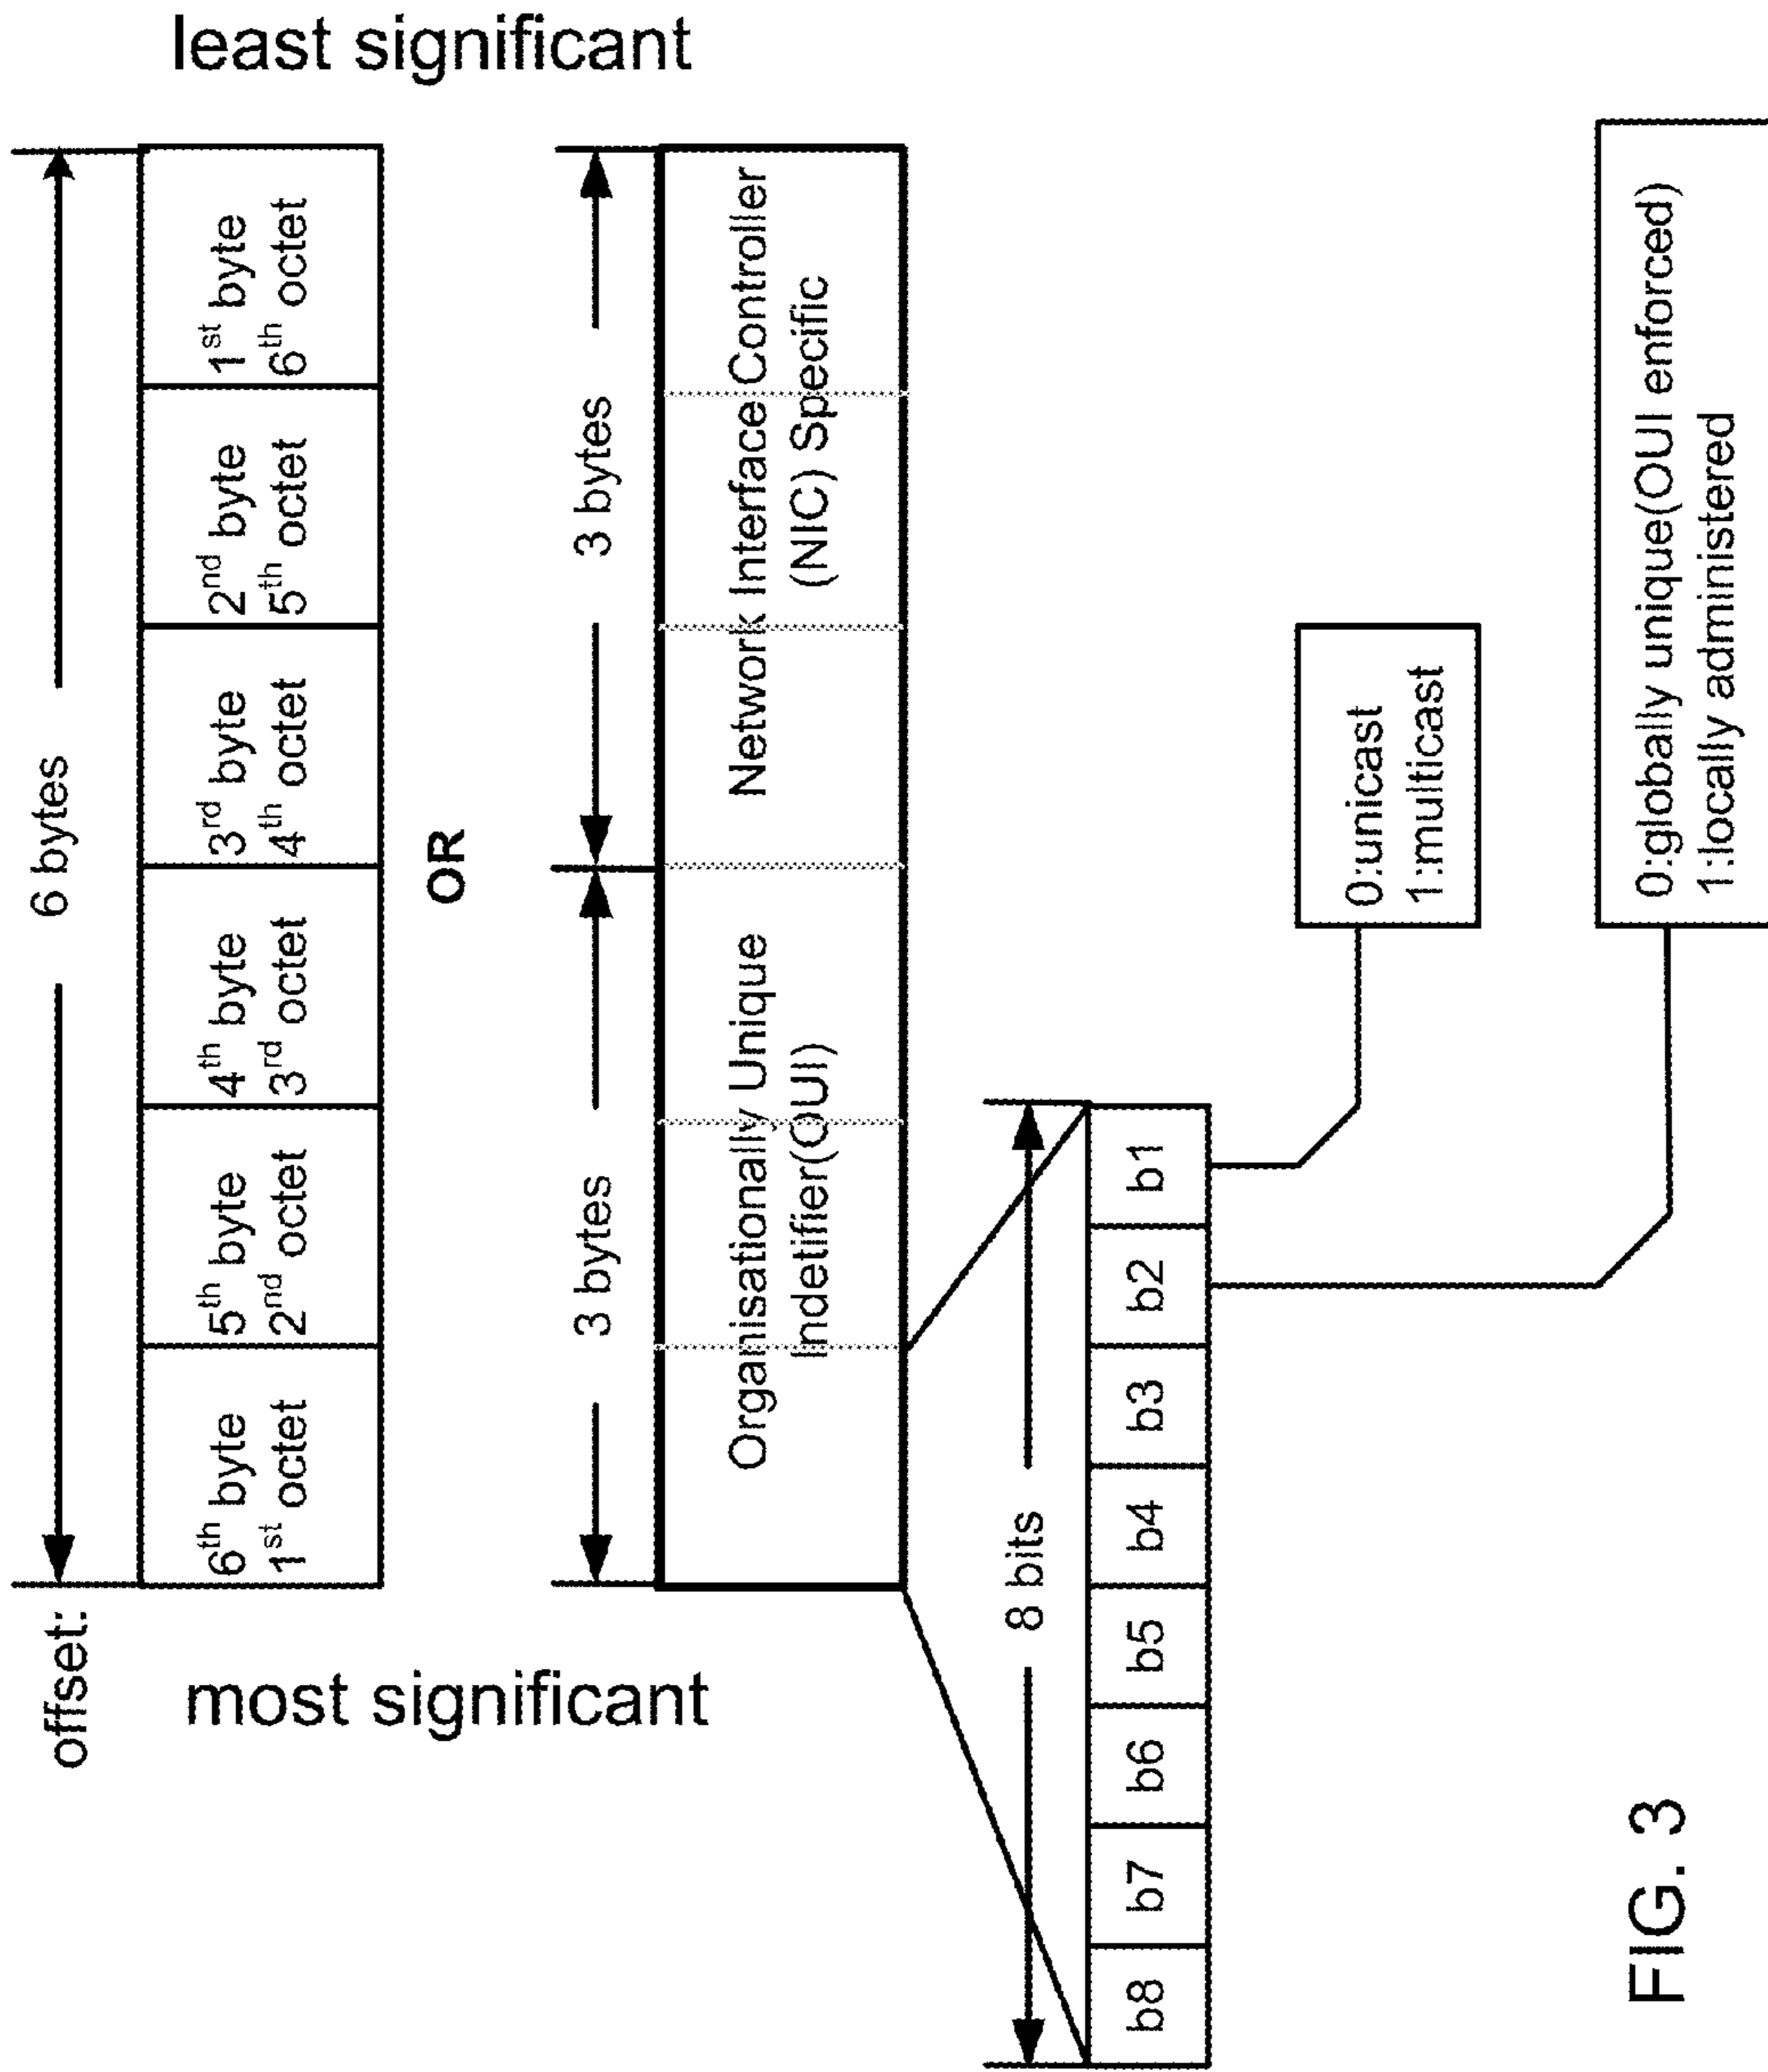 6 bytes
offset:
6th byte
1st octet
5th byte
2nd octet
4th byte
3rd octet
3rd byte
4th octet
2nd byte
5th octet
1st byte
6th octet
most significant
least significant
OR
3 bytes
3 bytes
Organisationally Unique
Indetifier(OUI)
Network Interface Controller
(NIC) Specific
8 bits
b8 b7 b6 b5 b4 b3 b2 b1
0:unicast
1:multicast
0:globally unique(OUI enforced)
1:locally administered
FIG. 3